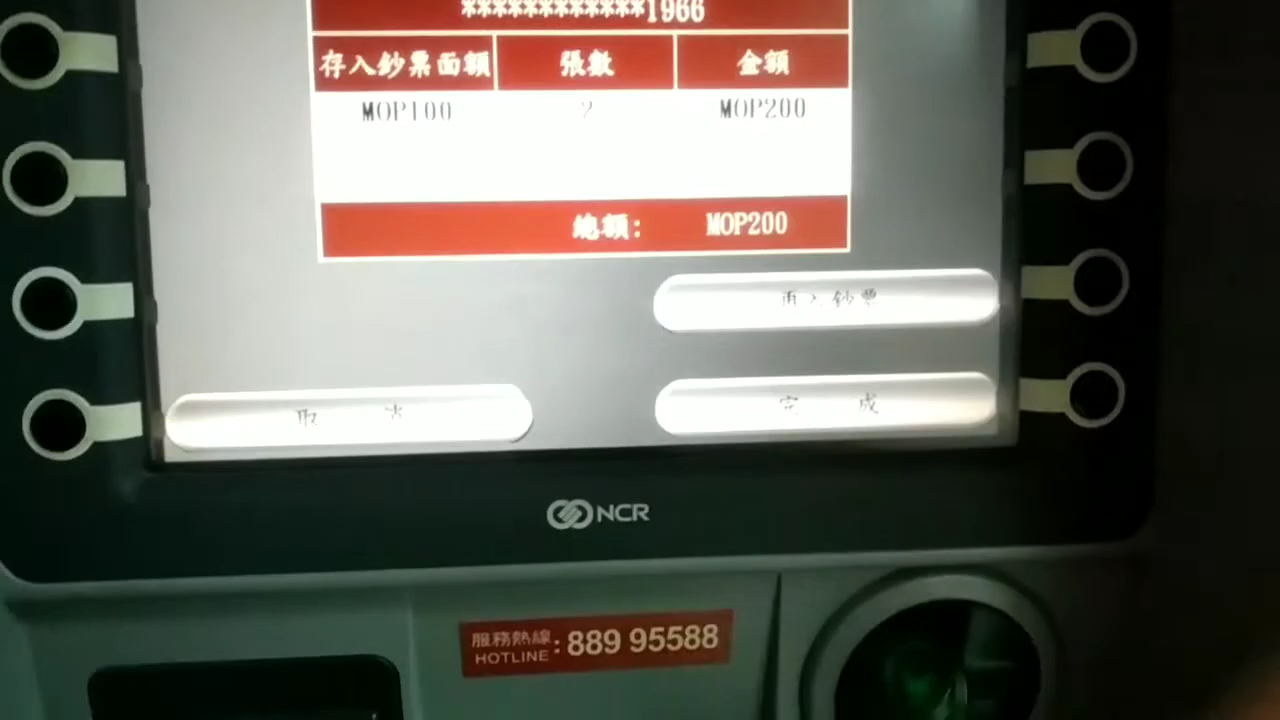 ************1966
存入鈔票面額 張數 金額
MOP100 2 MOP200
總額: MOP200
再入鈔票
取 消 完 成
NCR
服務熱線: 889 95588
HOTLINE